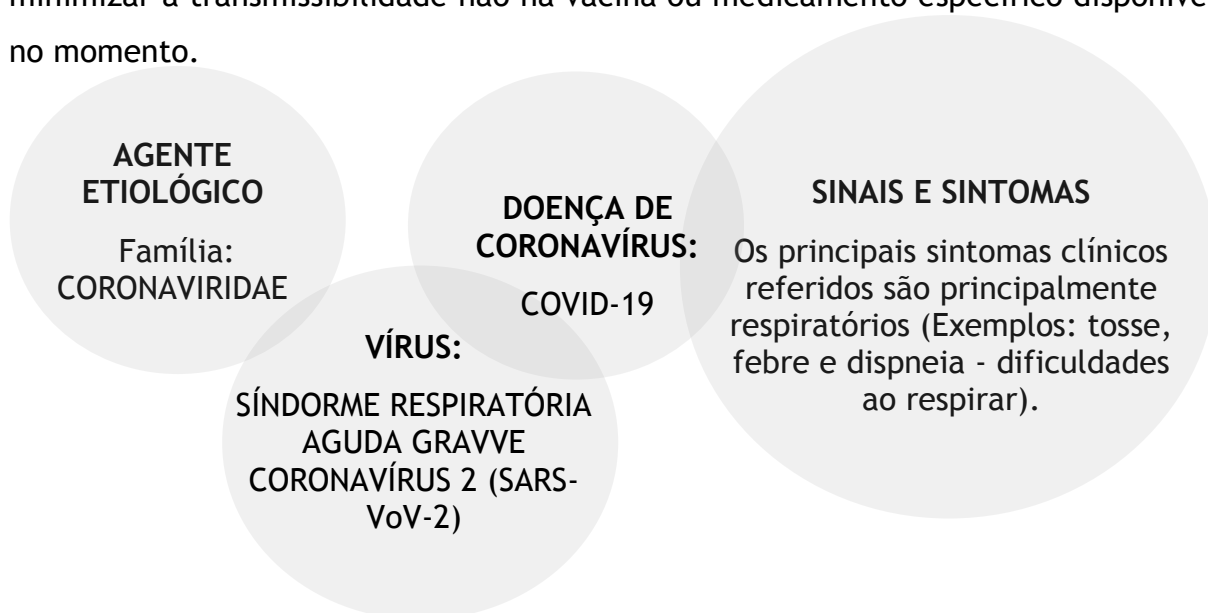 minimizar a transmissibilidade não há vacina ou medicamento específico disponível
no momento.
AGENTE
ETIOLÓGICO
Família:
CORONAVIRIDAE
VÍRUS:
SÍNDORME RESPIRATÓRIA
AGUDA GRAVVE
CORONAVÍRUS 2 (SARS-
VoV-2)
DOENÇA DE
CORONAVÍRUS:
COVID-19
SINAIS E SINTOMAS
Os principais sintomas clínicos
referidos são principalmente
respiratórios (Exemplos: tosse,
febre e dispneia - dificuldades
ao respirar).